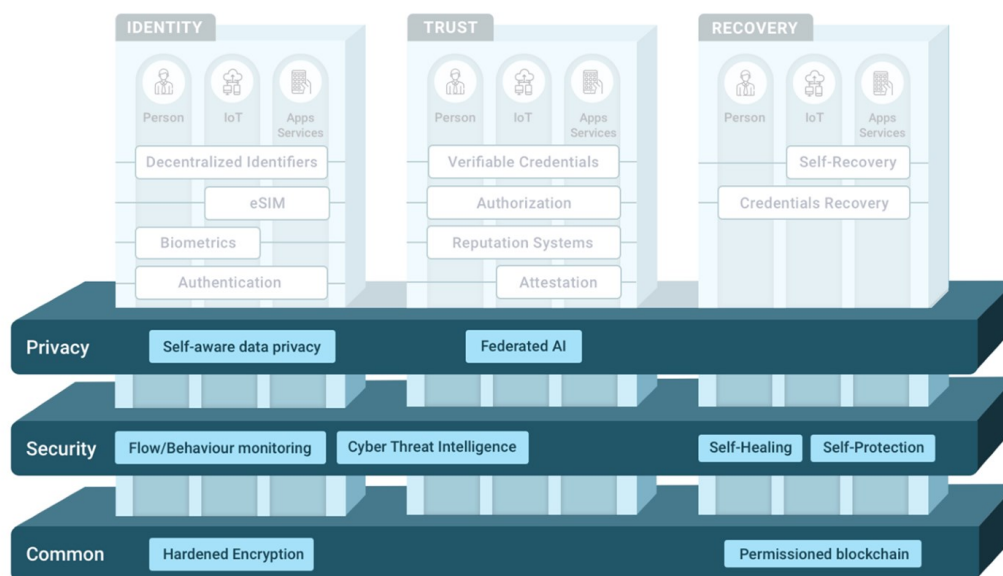 IDENTITY
TRUST
RECOVERY
Person
IoT
Apps
Services
Person
IoT
Apps
Services
Person
IoT
Apps
Services
Decentralized Identifiers
Verifiable Credentials
Self-Recovery
eSIM
Authorization
Credentials Recovery
Biometrics
Reputation Systems
Authentication
Attestation
Privacy
Self-aware data privacy
Federated AI
Security
Flow/Behaviour monitoring
Cyber Threat Intelligence
Self-Healing
Self-Protection
Common
Hardened Encryption
Permissioned blockchain